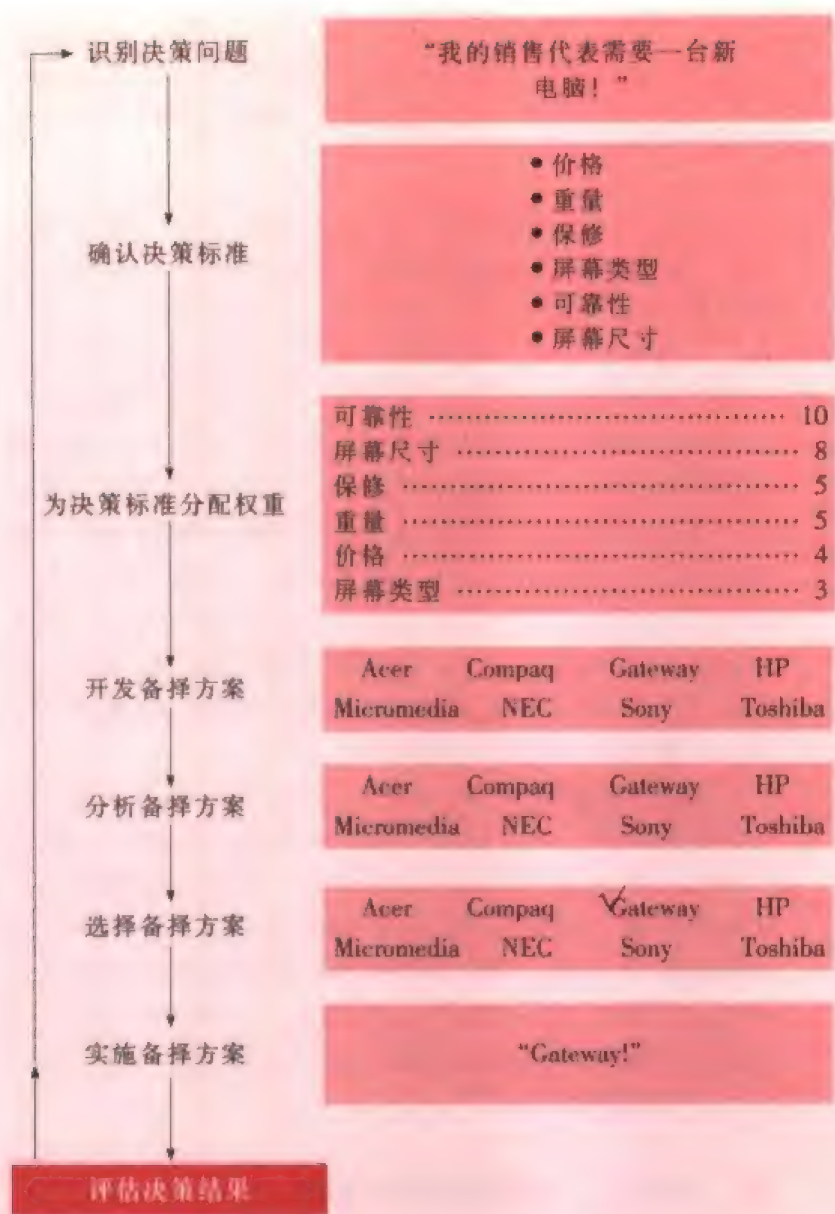 识别决策问题
“我的销售代表需要一台新
电脑！”
确认决策标准
●价格
●重量
●保修
●屏幕类型
●可靠性
●屏幕尺寸
为决策标准分配权重
可靠性 …………………………………… 10
屏幕尺寸 …………………………………… 8
保修 …………………………………… 5
重量 …………………………………… 5
价格 …………………………………… 4
屏幕类型 …………………………………… 3
开发备择方案
Acer Compaq Gateway HP
Micromedia NEC Sony Toshiba
分析备择方案
Acer Compaq Gateway HP
Micromedia NEC Sony Toshiba
选择备择方案
Acer Compaq √Gateway HP
Micromedia NEC Sony Toshiba
实施备择方案
“Gateway!”
评估决策结果